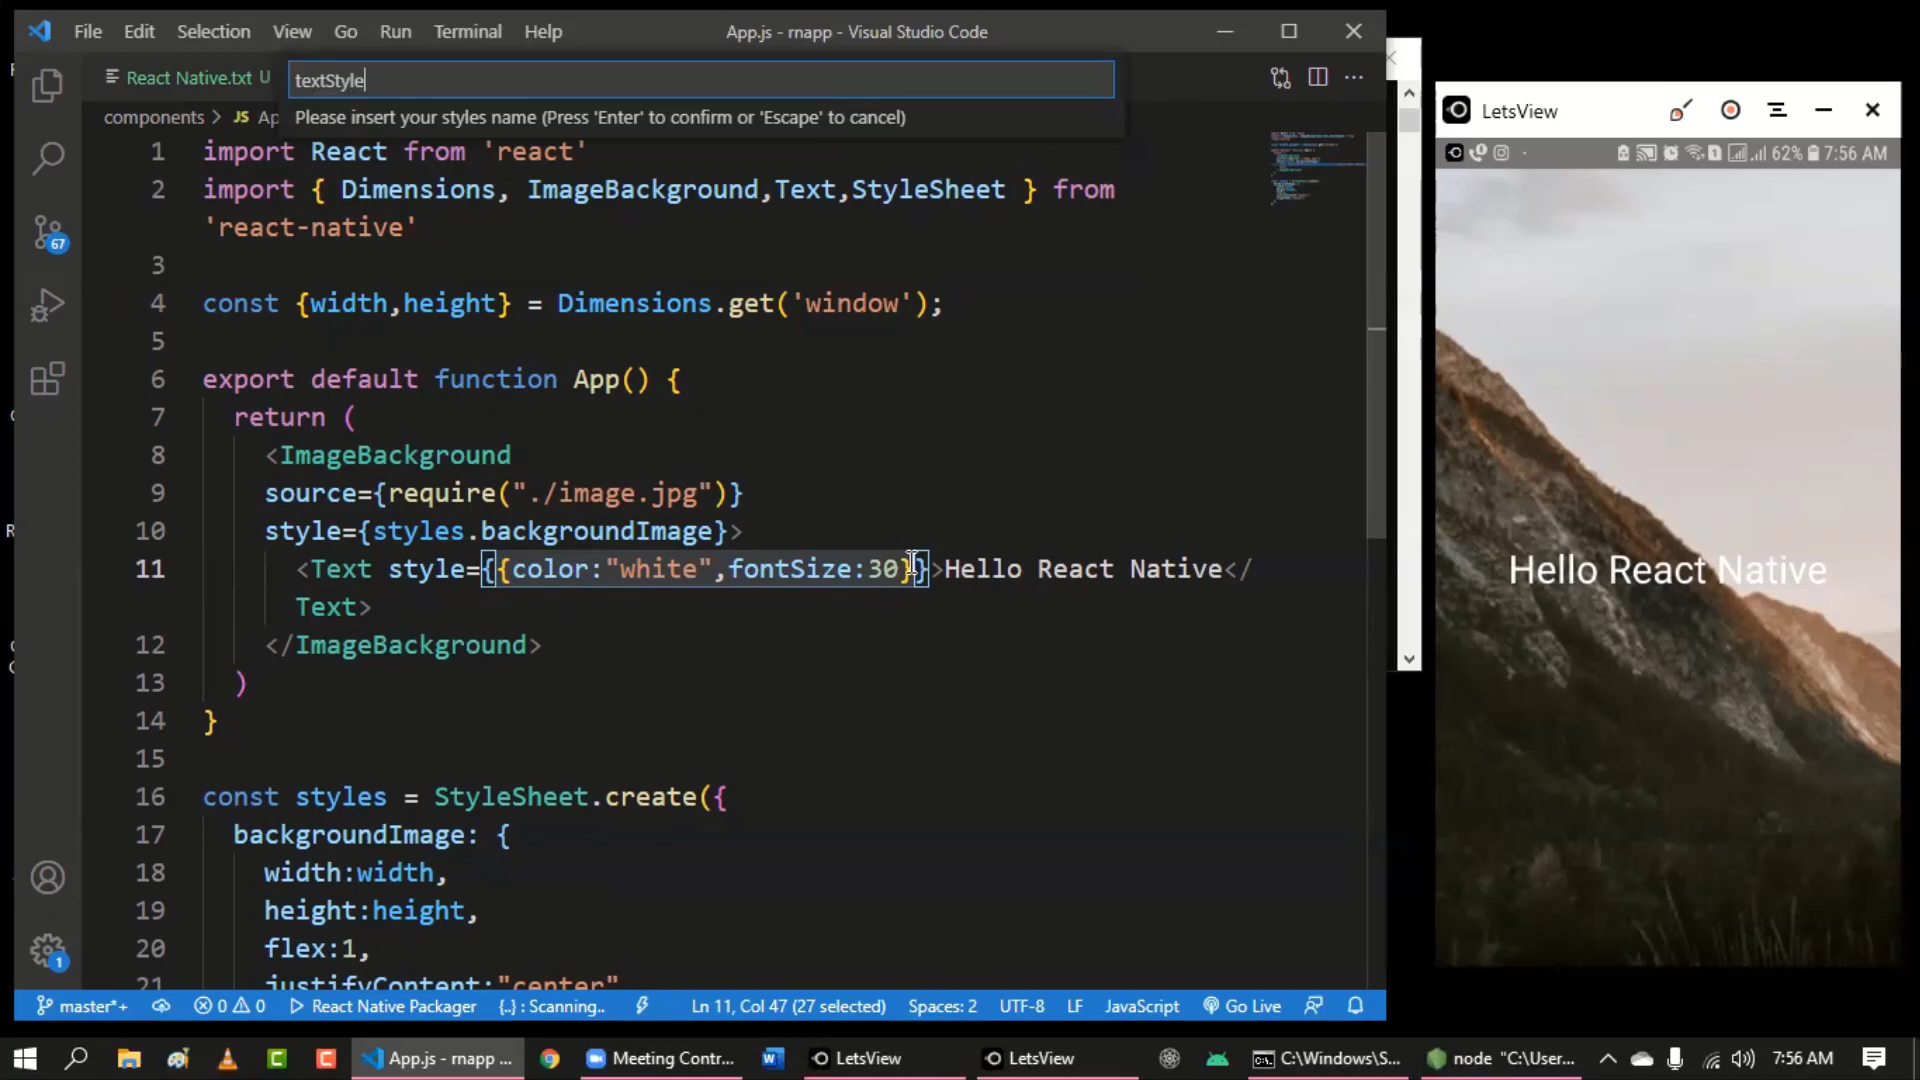 File Edit Selection View Go Run Terminal Help
App.js - rnapp - Visual Studio Code
React Native.txt U
textStyle
Please insert your styles name (Press 'Enter' to confirm or 'Escape' to cancel)
components > JS Ap
1 import React from 'react'
2 import { Dimensions, ImageBackground,Text,StyleSheet } from
'react-native'
3
4 const {width,height} = Dimensions.get('window');
5
6 export default function App() {
7 return (
8 <ImageBackground
9 source={require("./image.jpg")}
10 style={styles.backgroundImage}>
11 <Text style={{color:"white",fontSize:30}}>Hello React Native</
Text>
12 </ImageBackground>
13 )
14 }
15
16 const styles = StyleSheet.create({
17 backgroundImage: {
18 width:width,
19 height:height,
20 flex:1,
21 justifyContent:"center"
67
1
master*+
0 0
React Native Packager
{..} : Scanning..
Ln 11, Col 47 (27 selected)
Spaces: 2
UTF-8
LF
JavaScript
Go Live
LetsView
62% 7:56 AM
Hello React Native
App.js - rnapp ...
Meeting Contr...
LetsView
LetsView
C:\Windows\S...
node "C:\User...
7:56 AM